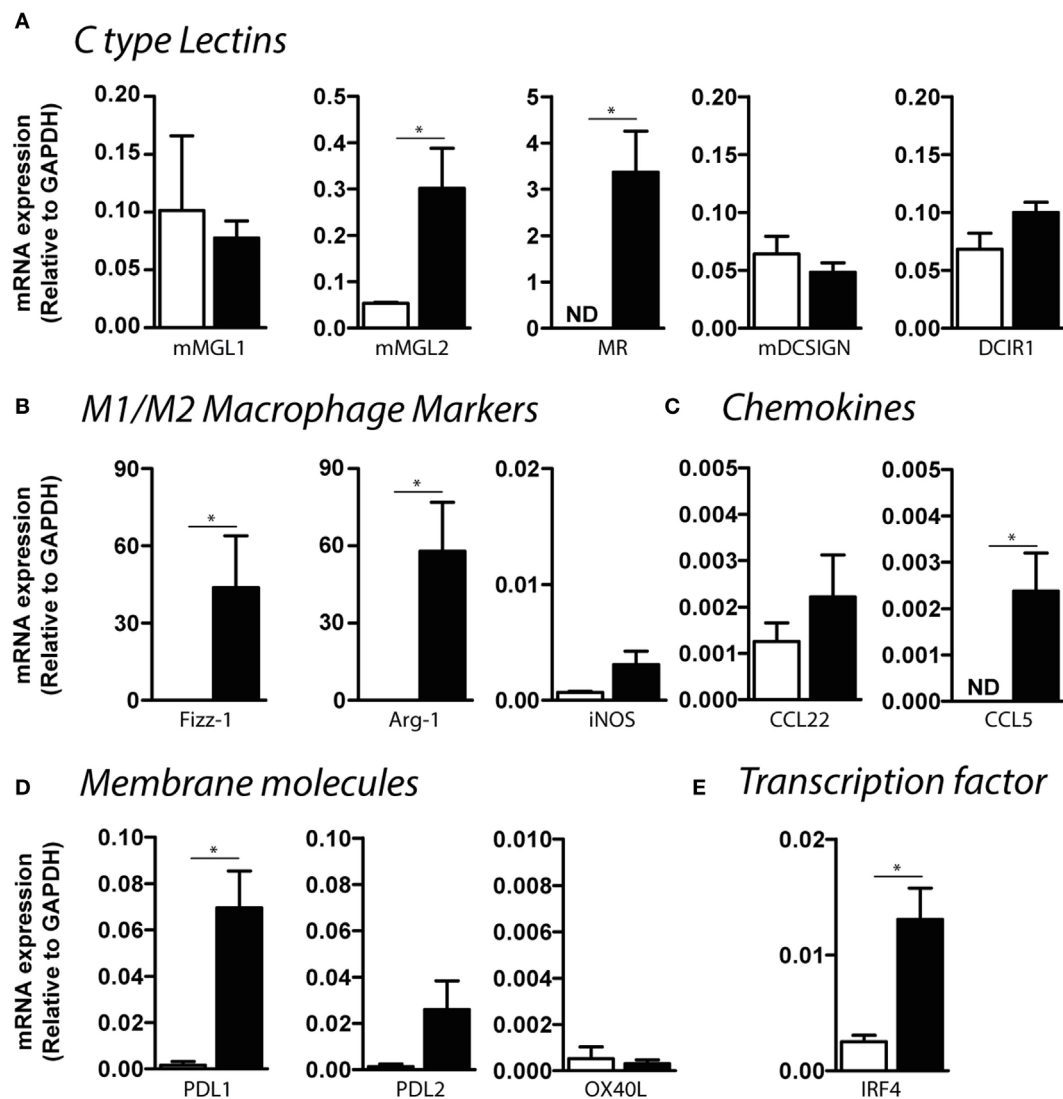 A
C type Lectins
mRNA expression
(Relative to GAPDH)
0.20
0.15
0.10
0.05
0.00
mMGL1
0.5
0.4
0.3
0.2
0.1
0.0
*
mMGL2
5
4
3
2
1
0
*
ND
MR
0.20
0.15
0.10
0.05
0.00
mDCSIGN
0.20
0.15
0.10
0.05
0.00
DCIR1
B
M1/M2 Macrophage Markers
mRNA expression
(Relative to GAPDH)
90
60
30
0
*
Fizz-1
90
60
30
0
*
Arg-1
0.02
0.01
0.00
iNOS
C
Chemokines
0.005
0.004
0.003
0.002
0.001
0.000
CCL22
0.005
0.004
0.003
0.002
0.001
0.000
*
ND
CCL5
D
Membrane molecules
mRNA expression
(Relative to GAPDH)
0.10
0.08
0.06
0.04
0.02
0.00
*
PDL1
0.10
0.08
0.06
0.04
0.02
0.00
PDL2
0.010
0.008
0.006
0.004
0.002
0.000
OX40L
E
Transcription factor
0.02
0.01
0.00
*
IRF4